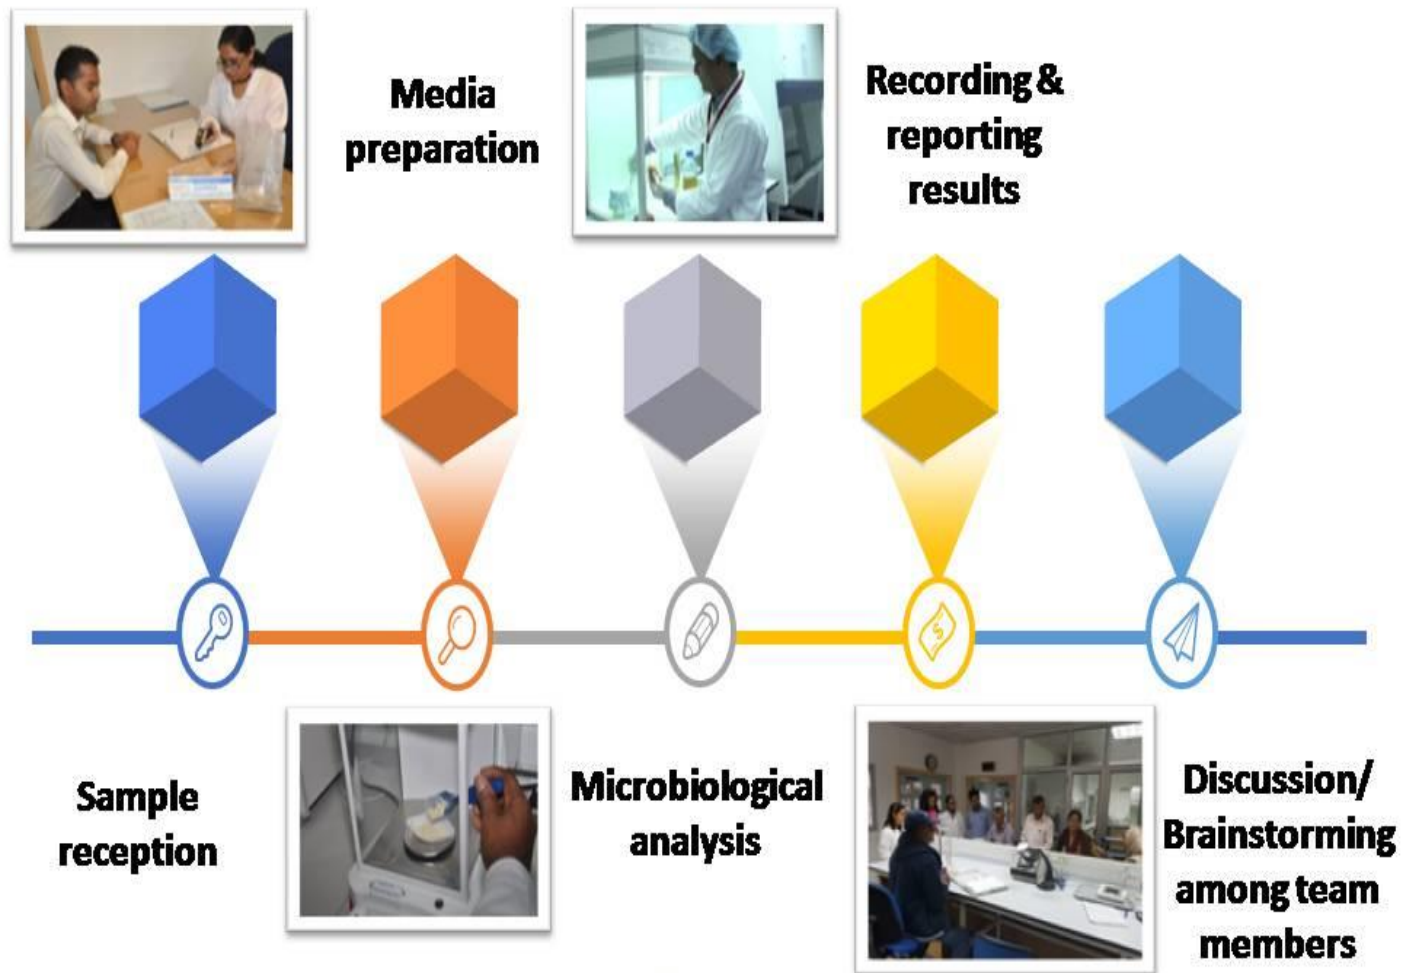 Media
preparation
Recording &
reporting
results
$
Sample
reception
Microbiological
analysis
Discussion/
Brainstorming
among team
members